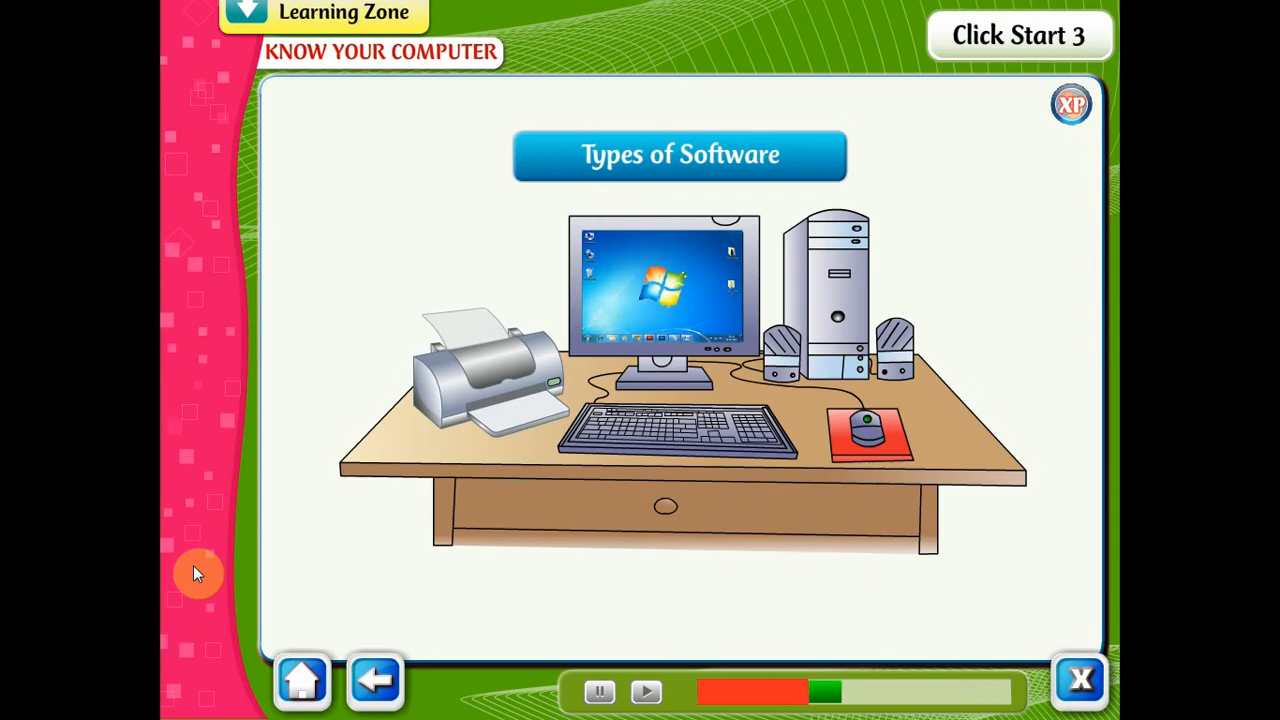 Learning Zone
KNOW YOUR COMPUTER
Click Start 3
XP
Types of Software
X